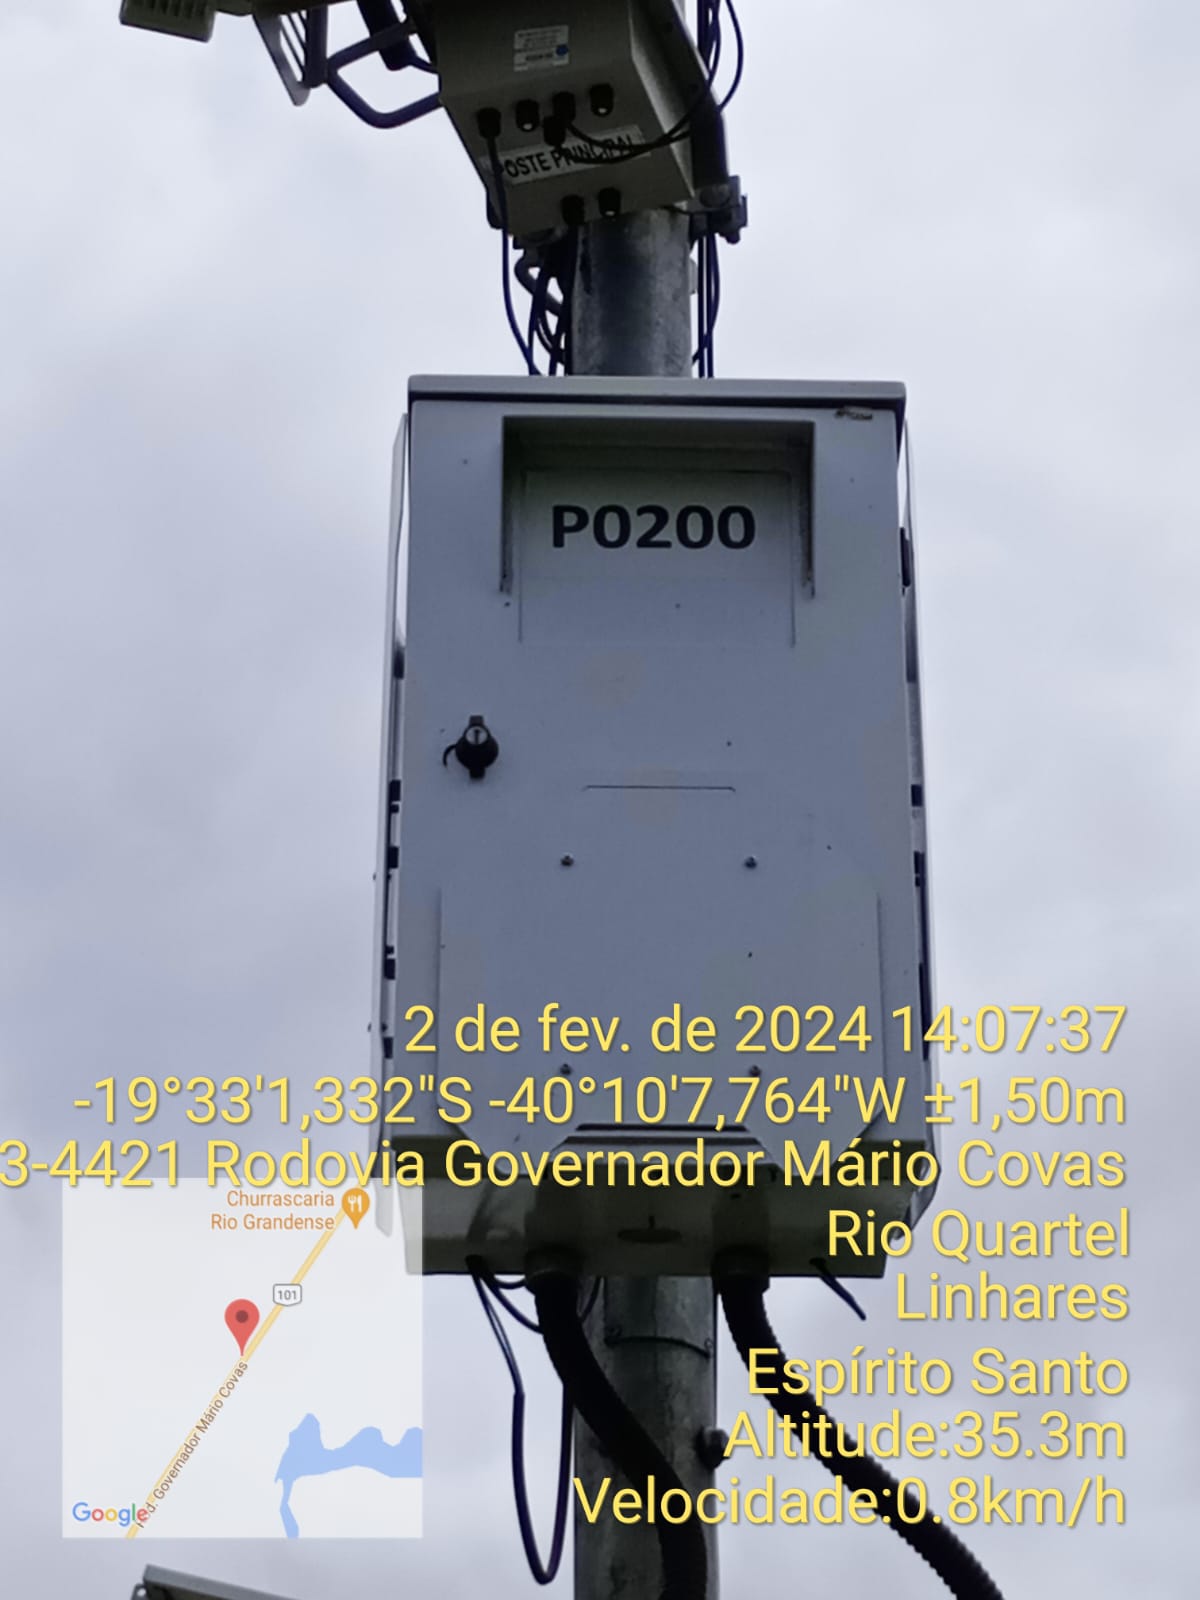 POSTE PRINCIPAL
P0200
2 de fev. de 2024 14:07:37
-19°33'1,332"S -40°10'7,764"W ±1,50m
3-4421 Rodovia Governador Mário Covas
Rio Quartel
Linhares
Espírito Santo
Altitude:35.3m
Velocidade:0.8km/h
Churrascaria
Rio Grandense
101
Rod. Governador Mário Covas
Google